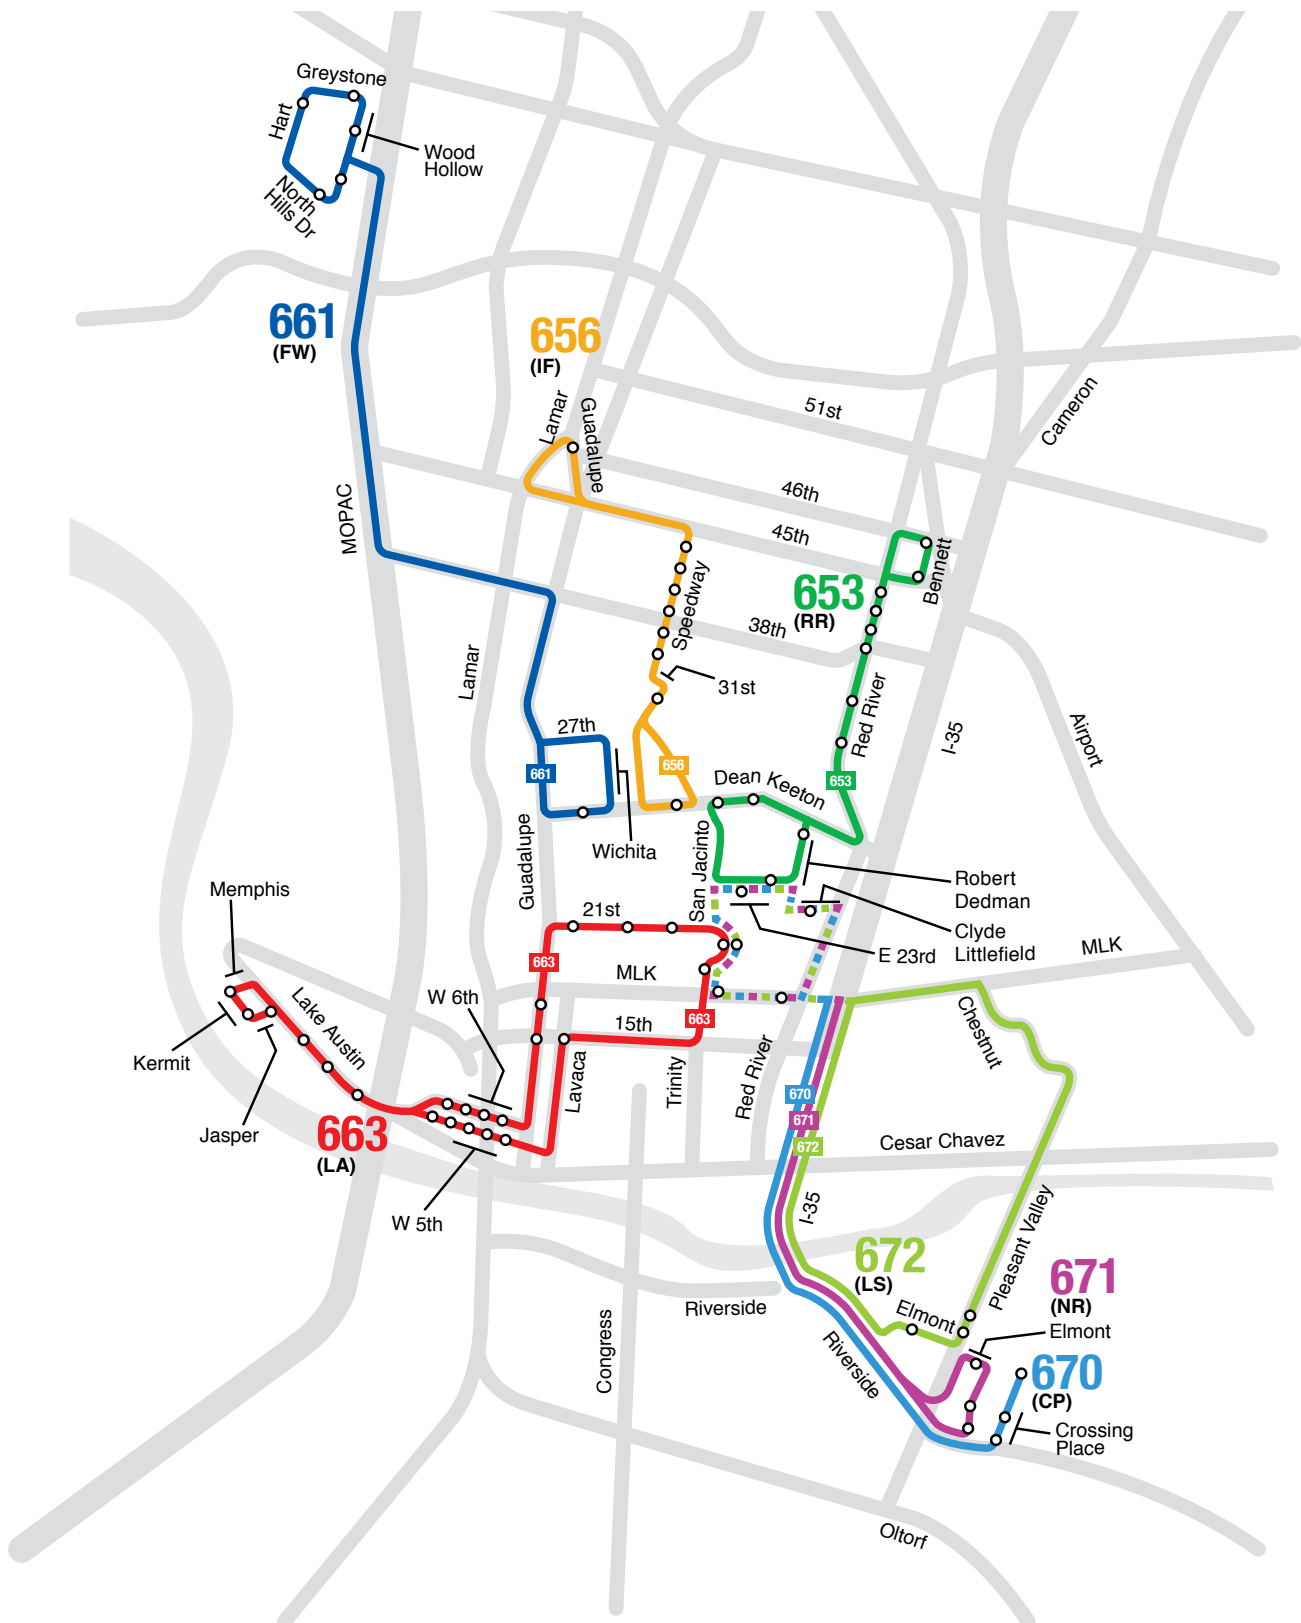 Greystone
Hart
Wood
Hollow
North
Hills Dr
661
(FW)
656
(IF)
Lamar
Guadalupe
51st
Cameron
46th
45th
MOPAC
Bennett
653
(RR)
Speedway
38th
Lamar
31st
Red River
I-35
Airport
27th
661
656
653
Dean Keeton
Guadalupe
Wichita
San Jacinto
Robert
Dedman
Memphis
21st
Clyde
Littlefield
E 23rd
MLK
663
MLK
W 6th
Lake Austin
15th
663
Chestnut
Kermit
Lavaca
Trinity
Red River
670
671
672
Jasper
663
(LA)
Cesar Chavez
W 5th
I-35
Pleasant Valley
672
(LS)
671
(NR)
Riverside
Elmont
Elmont
Congress
Riverside
670
(CP)
Crossing
Place
Oltorf